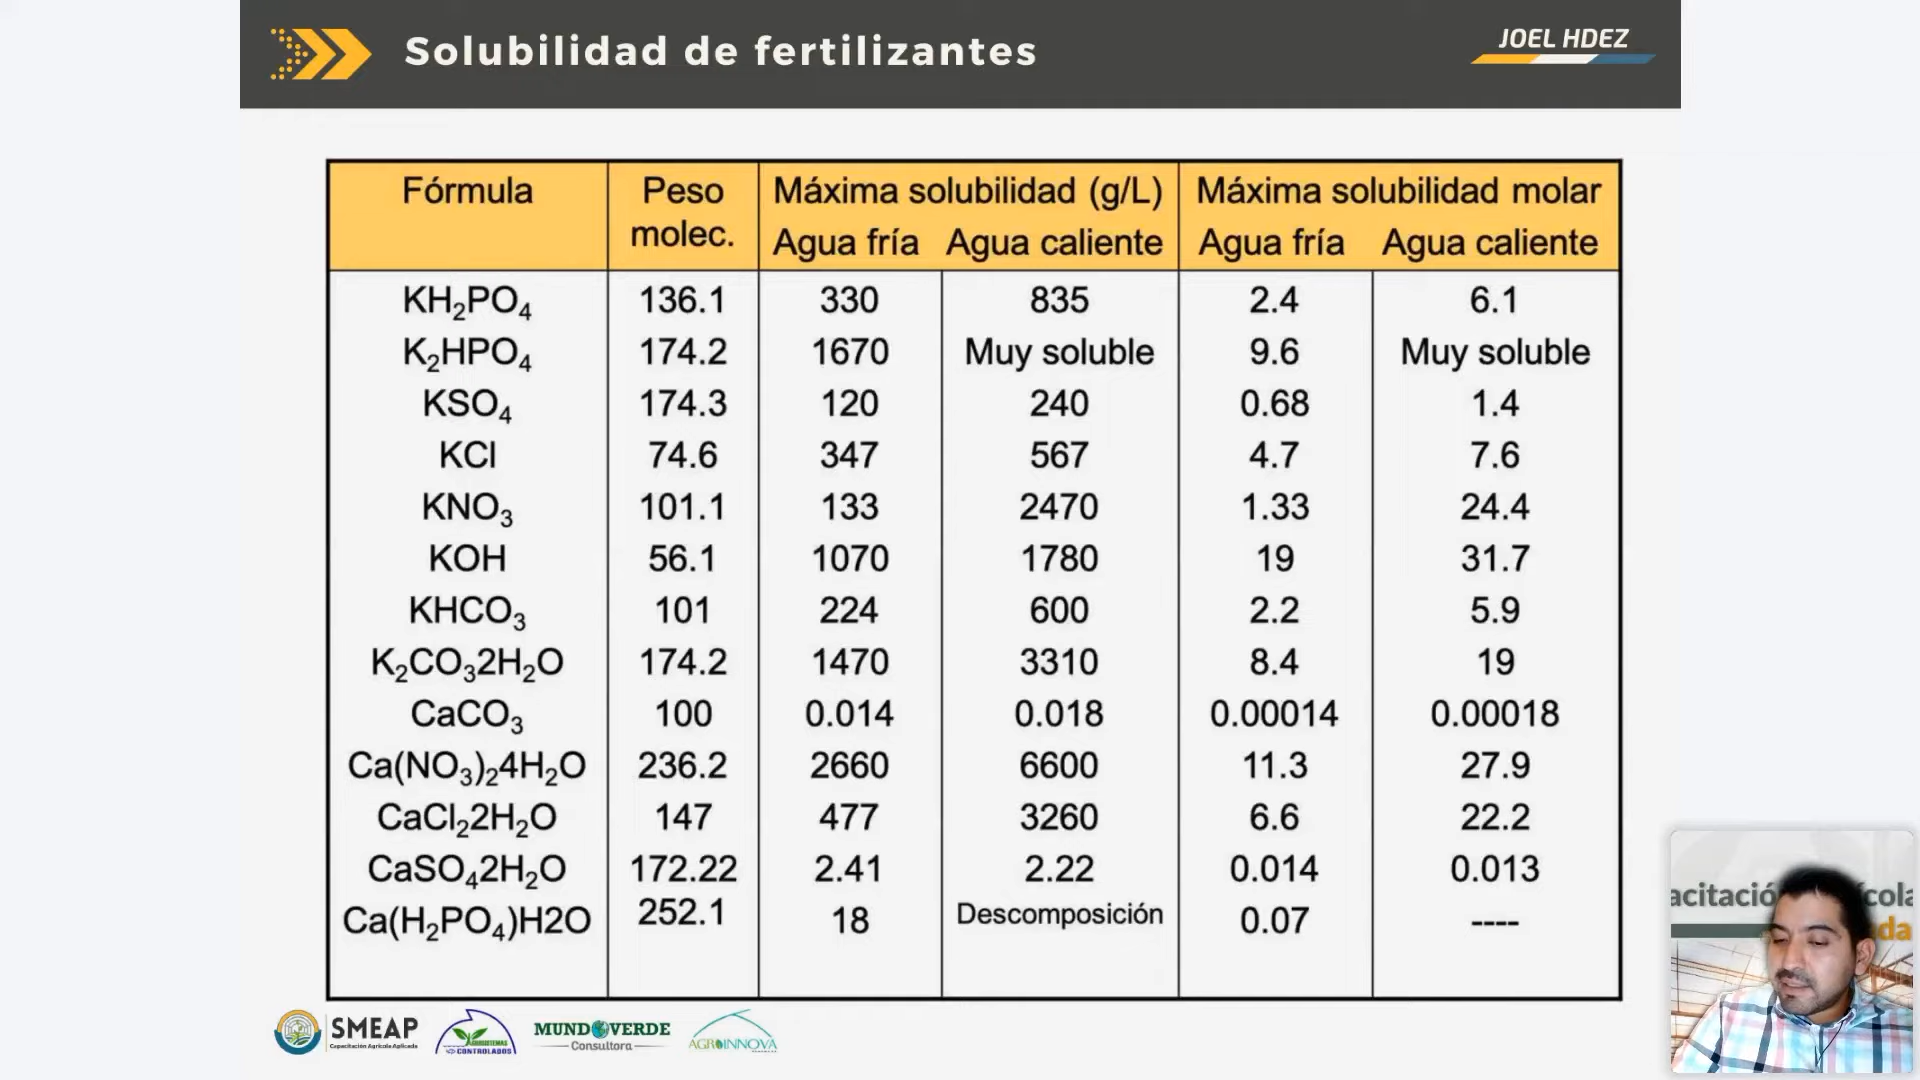 Solubilidad de fertilizantes
JOEL HDEZ
Fórmula Peso molec. Máxima solubilidad (g/L) Máxima solubilidad molar
Agua fría Agua caliente Agua fría Agua caliente
KH₂PO₄ 136.1 330 835 2.4 6.1
K₂HPO₄ 174.2 1670 Muy soluble 9.6 Muy soluble
KSO₄ 174.3 120 240 0.68 1.4
KCl 74.6 347 567 4.7 7.6
KNO₃ 101.1 133 2470 1.33 24.4
KOH 56.1 1070 1780 19 31.7
KHCO₃ 101 224 600 2.2 5.9
K₂CO₃2H₂O 174.2 1470 3310 8.4 19
CaCO₃ 100 0.014 0.018 0.00014 0.00018
Ca(NO₃)₂4H₂O 236.2 2660 6600 11.3 27.9
CaCl₂2H₂O 147 477 3260 6.6 22.2
CaSO₄2H₂O 172.22 2.41 2.22 0.014 0.013
Ca(H₂PO₄)H2O 252.1 18 Descomposición 0.07 ----
SMEAP
Capacitación Agrícola Aplicada
AGROSISTEMAS
CONTROLADOS
MUNDO VERDE
Consultora
AGROINNOVA